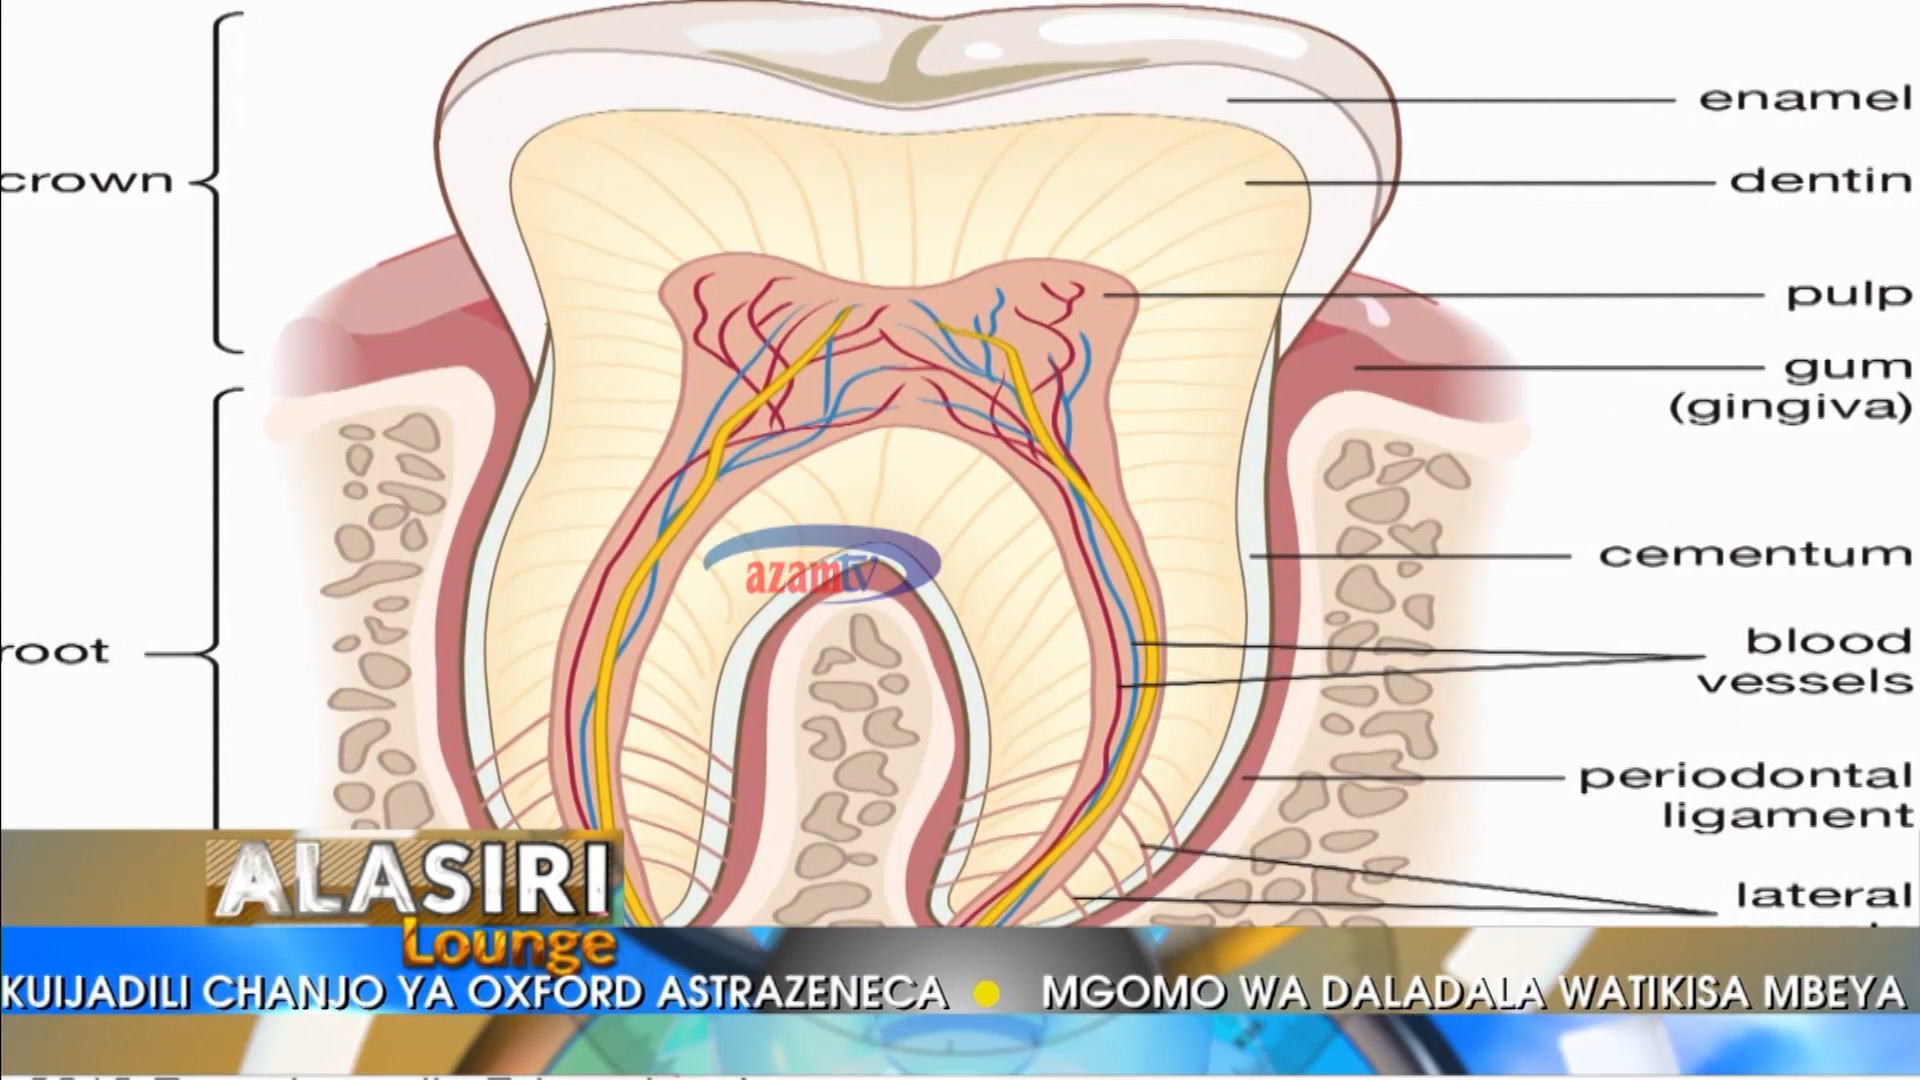 crown
root
enamel
dentin
pulp
gum
(gingiva)
cementum
blood
vessels
periodontal
ligament
lateral
azamtv
ALASIRI
Lounge
KUIJADILI CHANJO YA OXFORD ASTRAZENECA
MGOMO WA DALADALA WATIKISA MBEYA